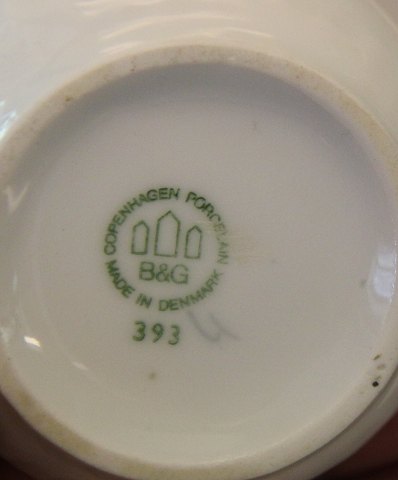 COPENHAGEN PORCELAIN
B&G
MADE IN DENMARK
393